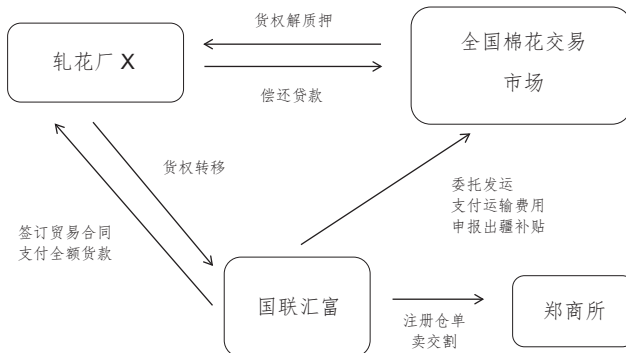 货权解质押
轧花厂 X
全国棉花交易
市场
偿还贷款
货权转移
委托发运
支付运输费用
申报出疆补贴
签订贸易合同
支付全额货款
国联汇富
注册仓单
卖交割
郑商所